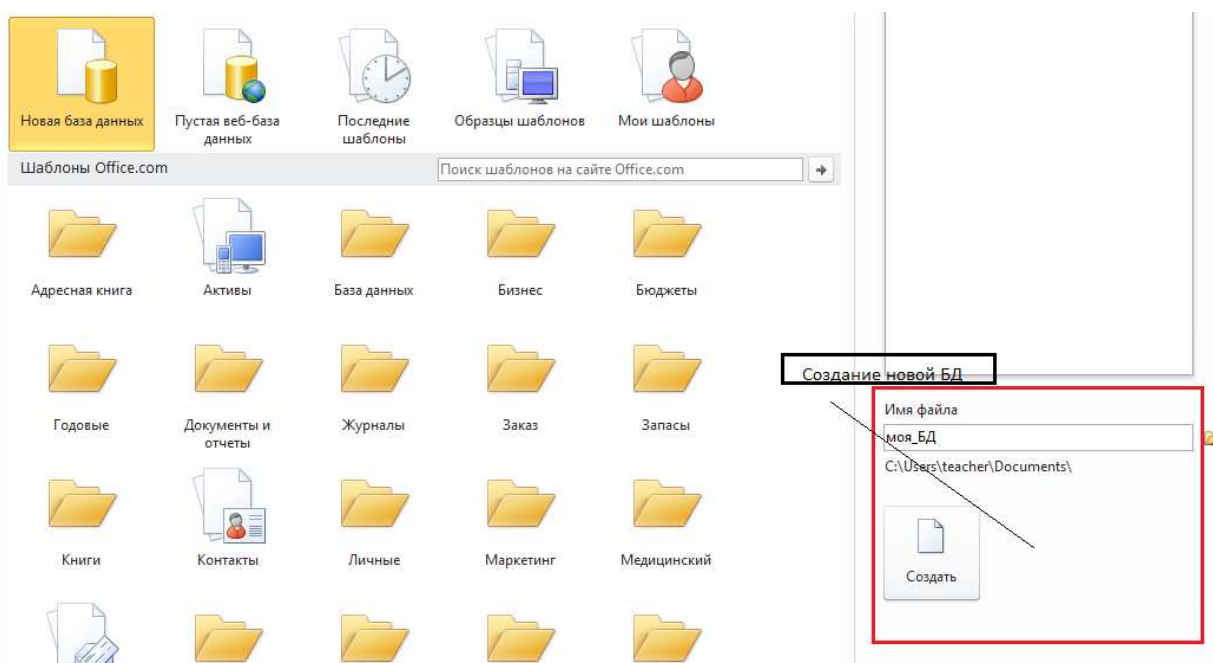 Новая база данных
Пустая веб-база
данных
Последние
шаблоны
Образцы шаблонов
Мои шаблоны
Шаблоны Office.com
Поиск шаблонов на сайте Office.com
Адресная книга
Активы
База данных
Бизнес
Бюджеты
Годовые
Документы и
отчеты
Журналы
Заказ
Запасы
Книги
Контакты
Личные
Маркетинг
Медицинский
Создание новой БД
Имя файла
моя_БД
C:\Users\teacher\Documents\
Создать